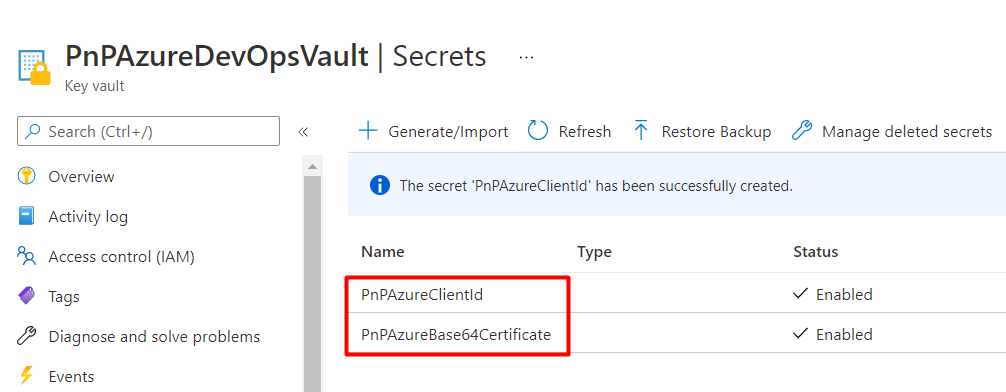 PnPAzureDevOpsVault | Secrets ...
Key vault
Search (Ctrl+/) «
Generate/Import Refresh Restore Backup Manage deleted secrets
Overview
Activity log
Access control (IAM)
Tags
Diagnose and solve problems
Events
The secret 'PnPAzureClientId' has been successfully created.
Name Type Status
PnPAzureClientId Enabled
PnPAzureBase64Certificate Enabled